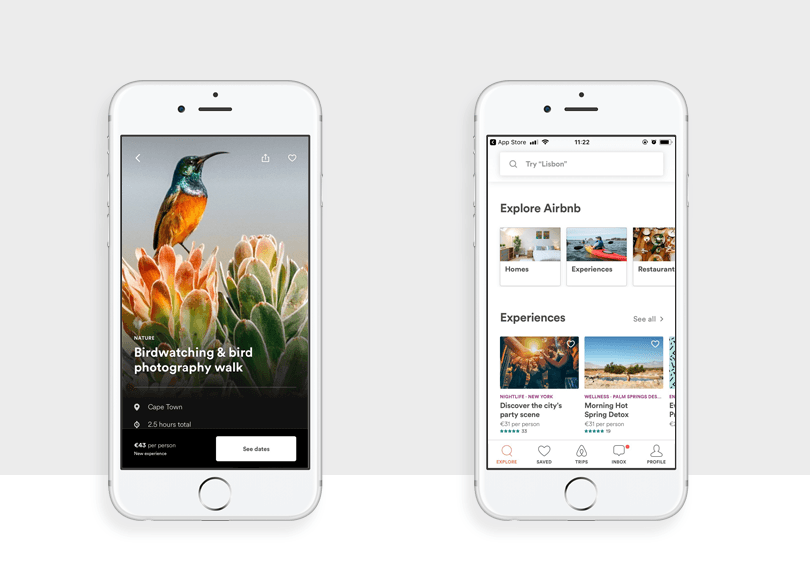 NATURE
Birdwatching & bird
photography walk
Cape Town
2.5 hours total
€43 per person
New experience
See dates
App Store
11:22
Try “Lisbon”
Explore Airbnb
Homes
Experiences
Restaurant
Experiences
See all
NIGHTLIFE · NEW YORK
Discover the city's
party scene
€31 per person
33
WELLNESS · PALM SPRINGS DES...
Morning Hot
Spring Detox
€31 per person
19
EXPLORE
SAVED
TRIPS
INBOX
PROFILE